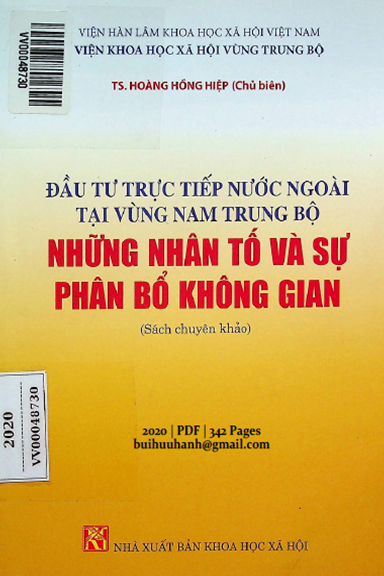 VV00048730
VIỆN HÀN LÂM KHOA HỌC XÃ HỘI VIỆT NAM
VIỆN KHOA HỌC XÃ HỘI VÙNG TRUNG BỘ
TS. HOÀNG HỒNG HIỆP (Chủ biên)
ĐẦU TƯ TRỰC TIẾP NƯỚC NGOÀI
TẠI VÙNG NAM TRUNG BỘ
NHỮNG NHÂN TỐ VÀ SỰ
PHÂN BỔ KHÔNG GIAN
(Sách chuyên khảo)
2020
VV00048730
2020 | PDF | 342 Pages
buihuuhanh@gmail.com
NHÀ XUẤT BẢN KHOA HỌC XÃ HỘI